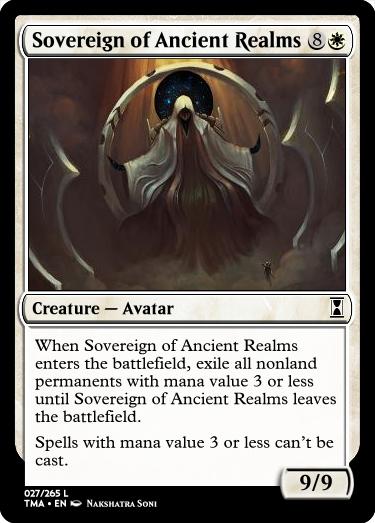 Sovereign of Ancient Realms 8
Creature — Avatar
When Sovereign of Ancient Realms
enters the battlefield, exile all nonland
permanents with mana value 3 or less
until Sovereign of Ancient Realms leaves
the battlefield.
Spells with mana value 3 or less can't be
cast.
027/265 L
TMA • EN Nakshatra Soni
9/9